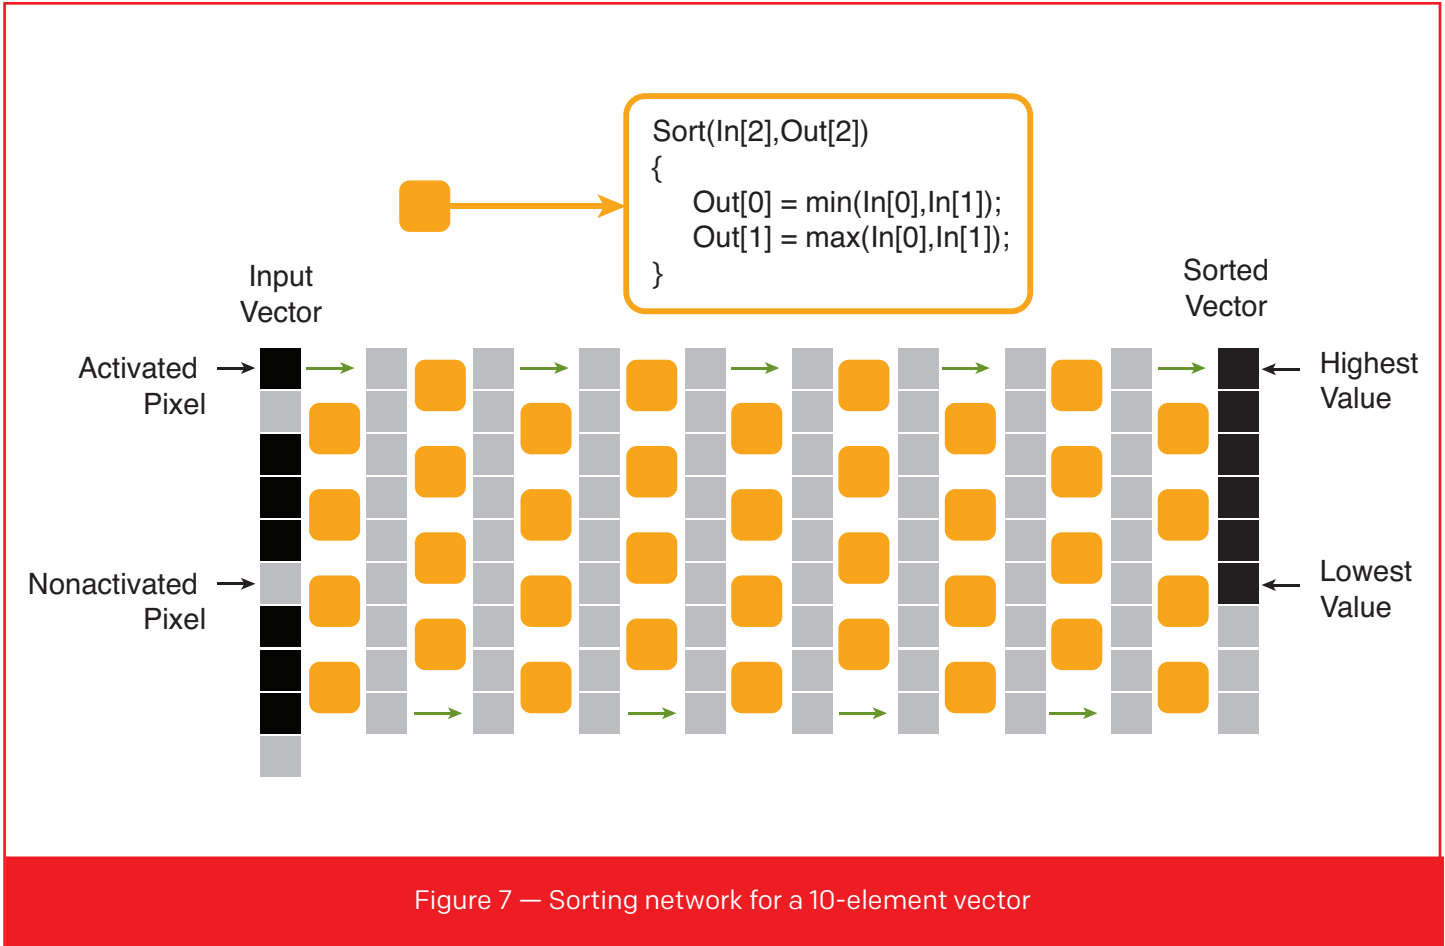 Sort(In[2],Out[2])
{
Out[0] = min(In[0],In[1]);
Out[1] = max(In[0],In[1]);
}
Input
Vector
Sorted
Vector
Activated
Pixel
Highest
Value
Nonactivated
Pixel
Lowest
Value
Figure 7 — Sorting network for a 10-element vector